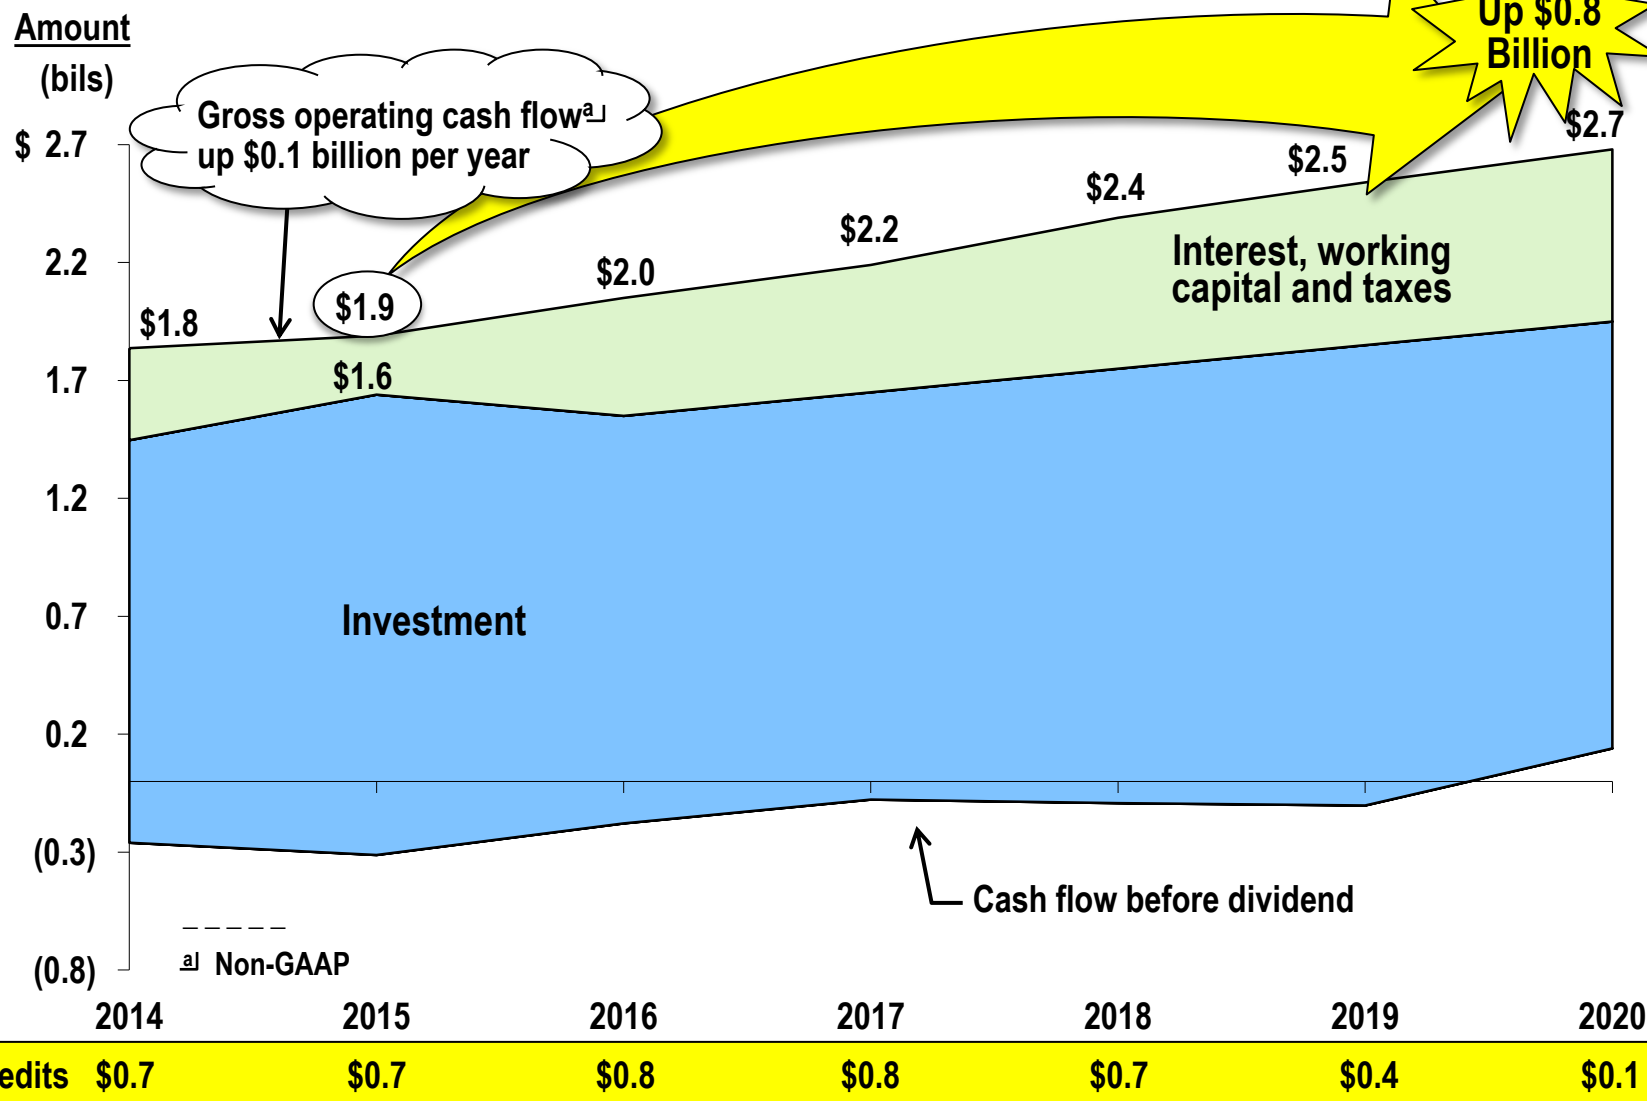 Amount
(bils)
Up $0.8
Billion
Gross operating cash flowª⅃
up $0.1 billion per year
$ 2.7
2.2
1.7
1.2
0.7
0.2
(0.3)
(0.8)
$1.8
$1.9
$2.0
$2.2
$2.4
$2.5
$2.7
$1.6
Interest, working
capital and taxes
Investment
Cash flow before dividend
_ _ _ _ _
ª⅃ Non-GAAP
2014 2015 2016 2017 2018 2019 2020
edits $0.7 $0.7 $0.8 $0.8 $0.7 $0.4 $0.1